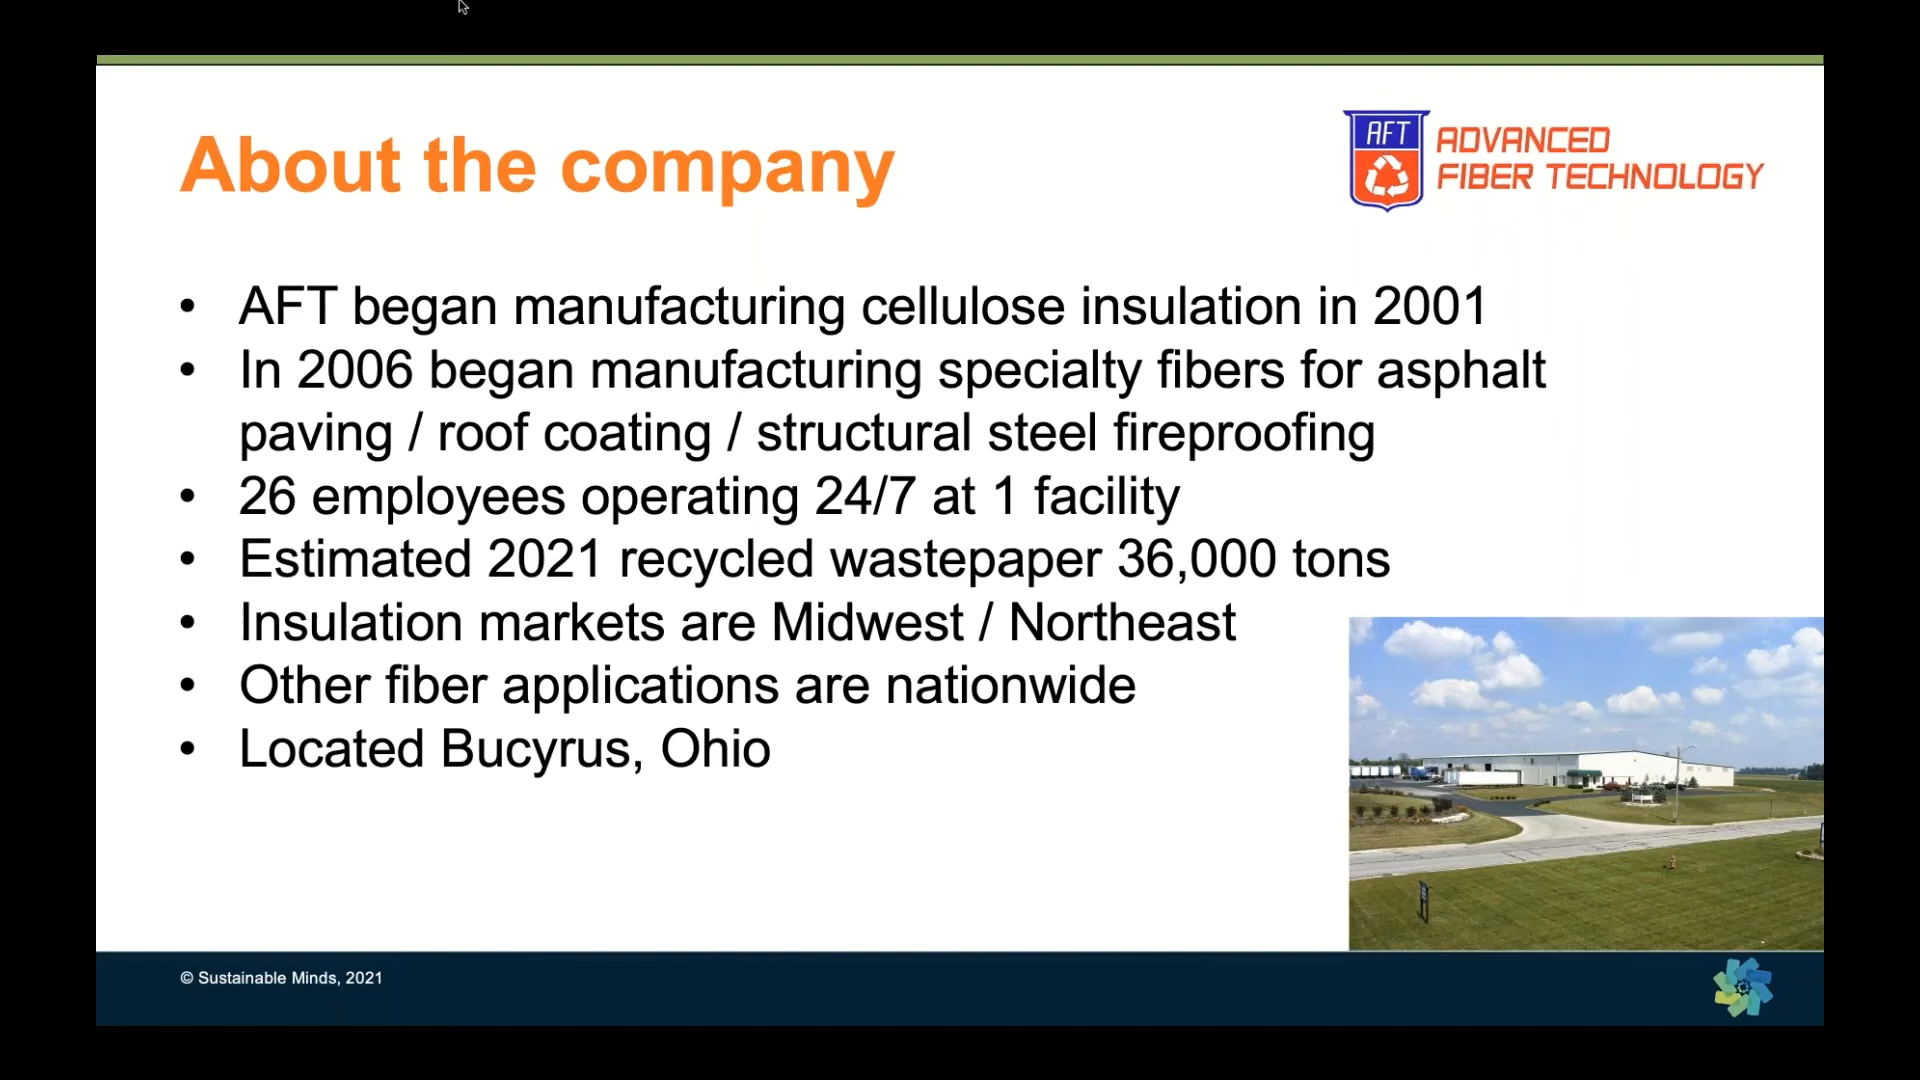 About the company
AFT
ADVANCED
FIBER TECHNOLOGY
• AFT began manufacturing cellulose insulation in 2001
• In 2006 began manufacturing specialty fibers for asphalt
paving / roof coating / structural steel fireproofing
• 26 employees operating 24/7 at 1 facility
• Estimated 2021 recycled wastepaper 36,000 tons
• Insulation markets are Midwest / Northeast
• Other fiber applications are nationwide
• Located Bucyrus, Ohio
© Sustainable Minds, 2021